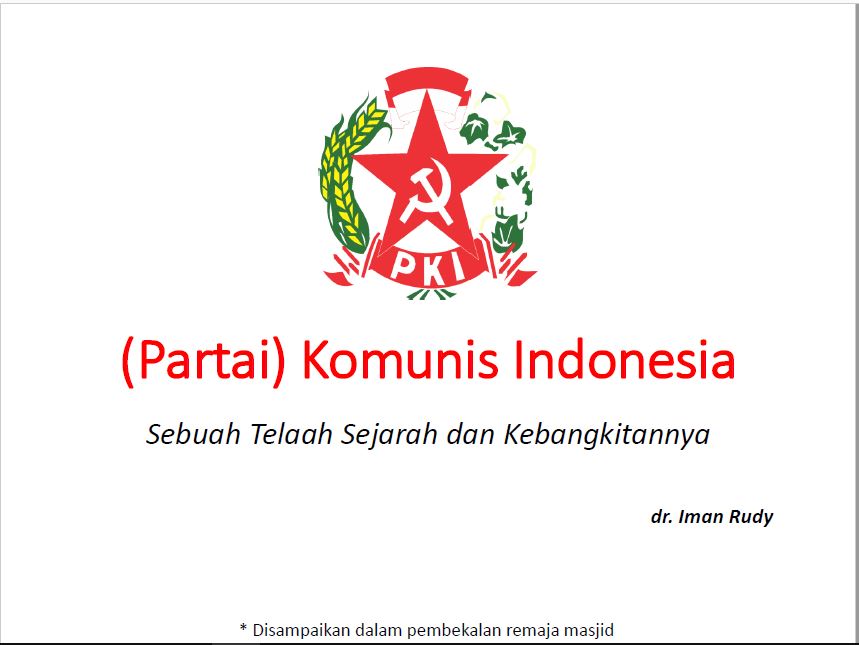 PKI
(Partai) Komunis Indonesia
Sebuah Telaah Sejarah dan Kebangkitannya
dr. Iman Rudy
* Disampaikan dalam pembekalan remaja masjid